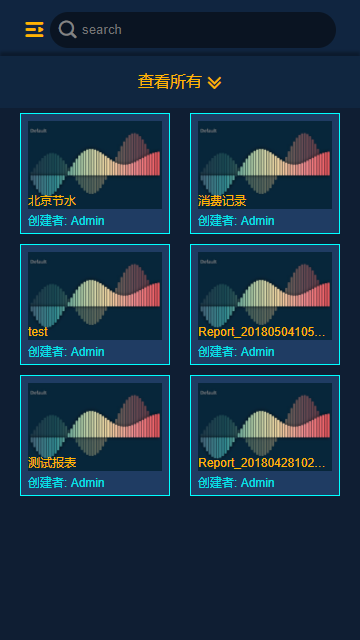 search
查看所有
Default
Default
北京节水
消费记录
创建者: Admin
创建者: Admin
Default
Default
test
Report_20180504105...
创建者: Admin
创建者: Admin
Default
Default
测试报表
Report_20180428102...
创建者: Admin
创建者: Admin